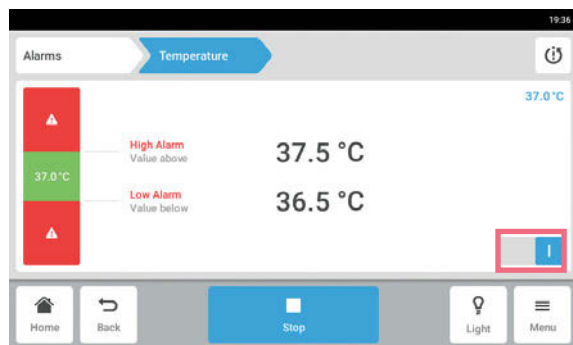 19:36
Alarms
Temperature
37.0 °C
High Alarm
Value above
37.5 °C
37.0 °C
Low Alarm
Value below
36.5 °C
I
Home
Back
Stop
Light
Menu